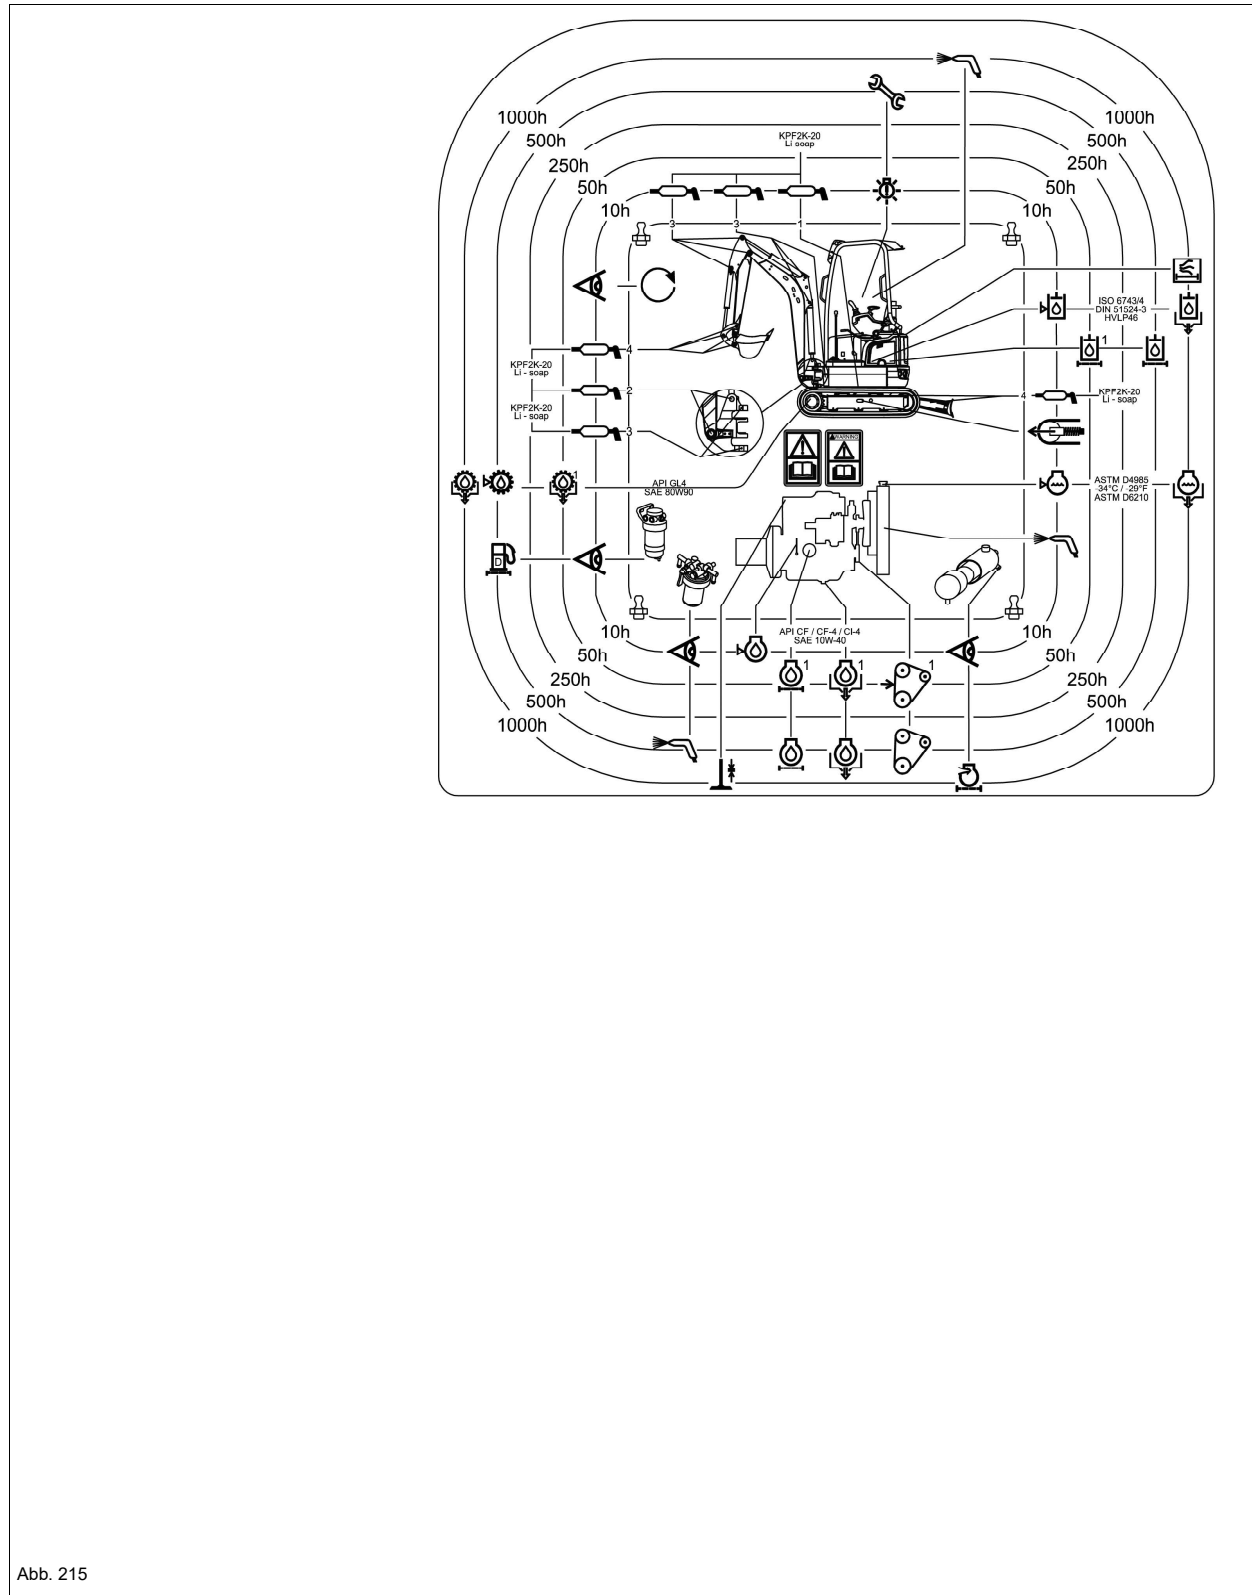 1000h
1000h
KPF2K-20
Li soap
500h
500h
250h
250h
50h
50h
10h
10h
3
3
1
ISO 6743/4
DIN 51524-3
HVLP46
1
4
KPF2K-20
Li - soap
2
4
KPF2K-20
Li - soap
KPF2K-20
Li - soap
3
WARNING
1
API GL4
SAE 80W90
ASTM D4985
-34°C / -29°F
ASTM D6210
D
10h
API CF / CF-4 / CI-4
SAE 10W-40
10h
50h
50h
1
1
1
250h
250h
500h
500h
1000h
1000h
Abb. 215